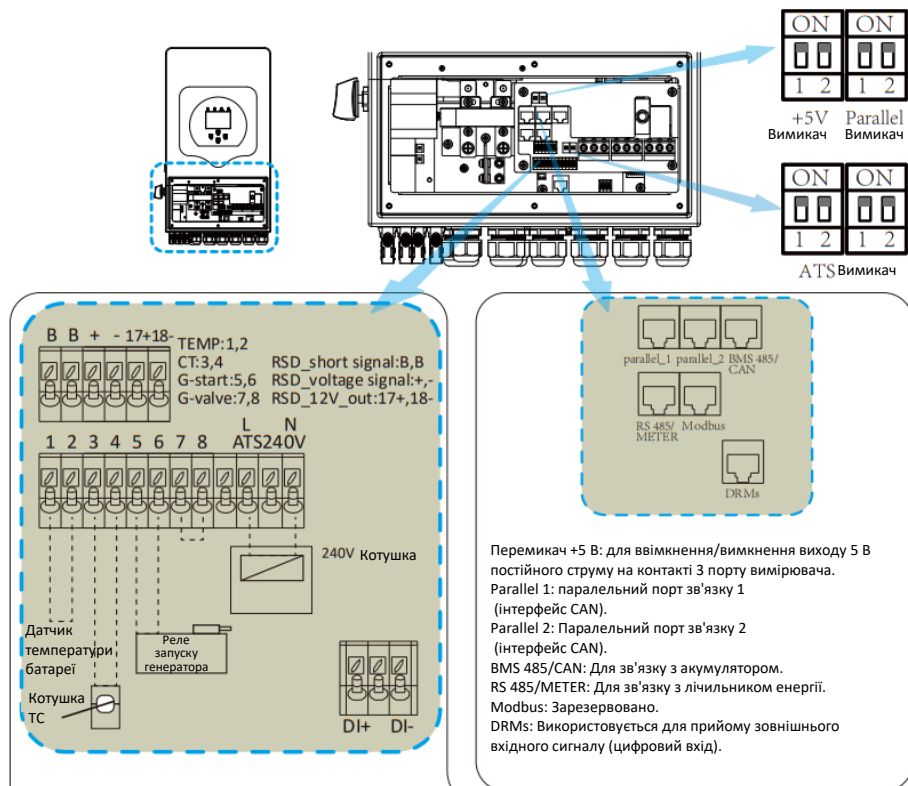 ON ON
1 2 1 2
+5V Parallel
Вимикач Вимикач
ON ON
1 2 1 2
ATS Вимикач
B B + - 17+18-
TEMP:1,2
CT:3,4 RSD_short signal:B,B
G-start:5,6 RSD_voltage signal:+,-
G-valve:7,8 RSD_12V_out:17+,18-
L N
1 2 3 4 5 6 7 8 ATS240V
240V Котушка
Датчик
температури
батареї
Реле
запуску
генератора
Котушка
ТС
DI+ DI-
parallel_1 parallel_2 BMS 485/
CAN
RS 485/ Modbus
METER
DRMs
Перемикач +5 В: для ввімкнення/вимкнення виходу 5 В
постійного струму на контакті 3 порту вимірювача.
Parallel 1: паралельний порт зв'язку 1
(інтерфейс CAN).
Parallel 2: Паралельний порт зв'язку 2
(інтерфейс CAN).
BMS 485/CAN: Для зв'язку з акумулятором.
RS 485/METER: Для зв'язку з лічильником енергії.
Modbus: Зарезервовано.
DRMs: Використовується для прийому зовнішнього
вхідного сигналу (цифровий вхід).